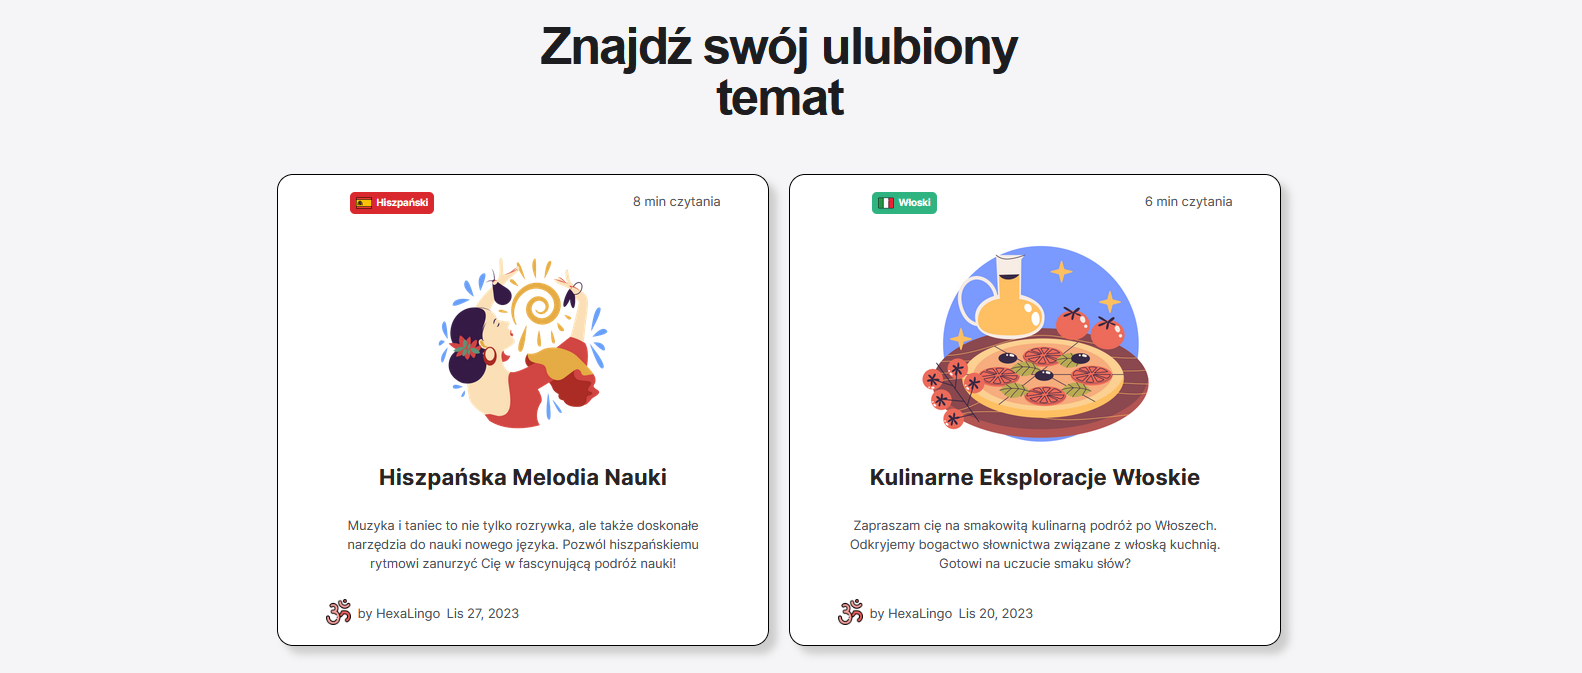 Znajdź swój ulubiony
temat
Hiszpański
8 min czytania
Hiszpańska Melodia Nauki
Muzyka i taniec to nie tylko rozrywka, ale także doskonałe
narzędzia do nauki nowego języka. Pozwól hiszpańskiemu
rytmowi zanurzyć Cię w fascynującą podróż nauki!
by HexaLingo Lis 27, 2023
Włoski
6 min czytania
Kulinarne Eksploracje Włoskie
Zapraszam cię na smakowitą kulinarną podróż po Włoszech.
Odkryjemy bogactwo słownictwa związane z włoską kuchnią.
Gotowi na uczucie smaku słów?
by HexaLingo Lis 20, 2023